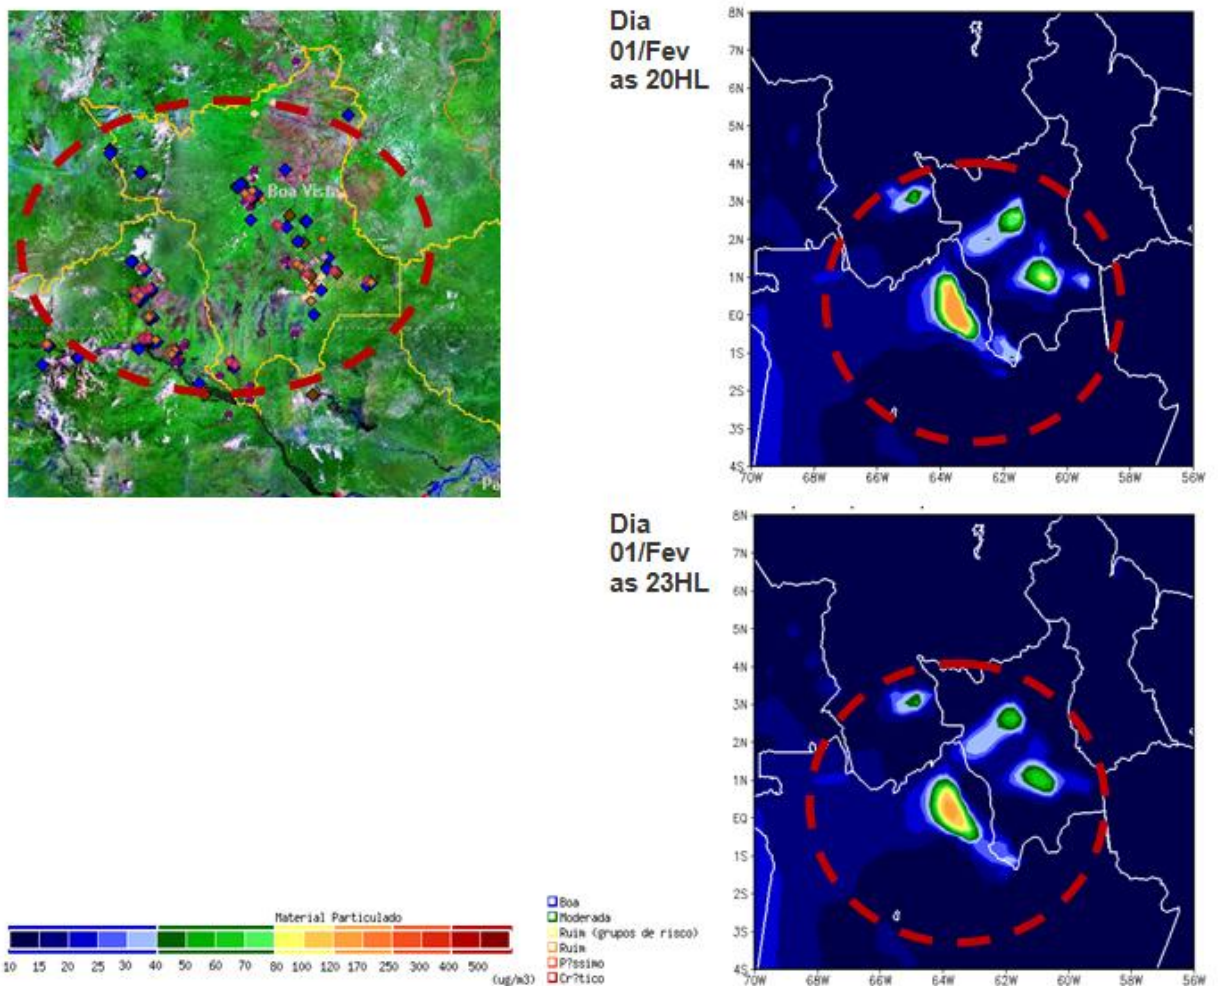 Boa Vista
Pa
Dia
01/Fev
as 20HL
8N
7N
6N
5N
4N
3N
2N
1N
EQ
1S
2S
3S
4S
70W 68W 66W 64W 62W 60W 58W 56W
Dia
01/Fev
as 23HL
8N
7N
6N
5N
4N
3N
2N
1N
EQ
1S
2S
3S
4S
70W 68W 66W 64W 62W 60W 58W 56W
Material Particulado
10 15 20 25 30 40 50 60 70 80 100 120 170 250 300 400 500
(ug/m3)
Boa
Moderada
Ruim (grupos de risco)
Ruim
P?ssimo
Cr?tico